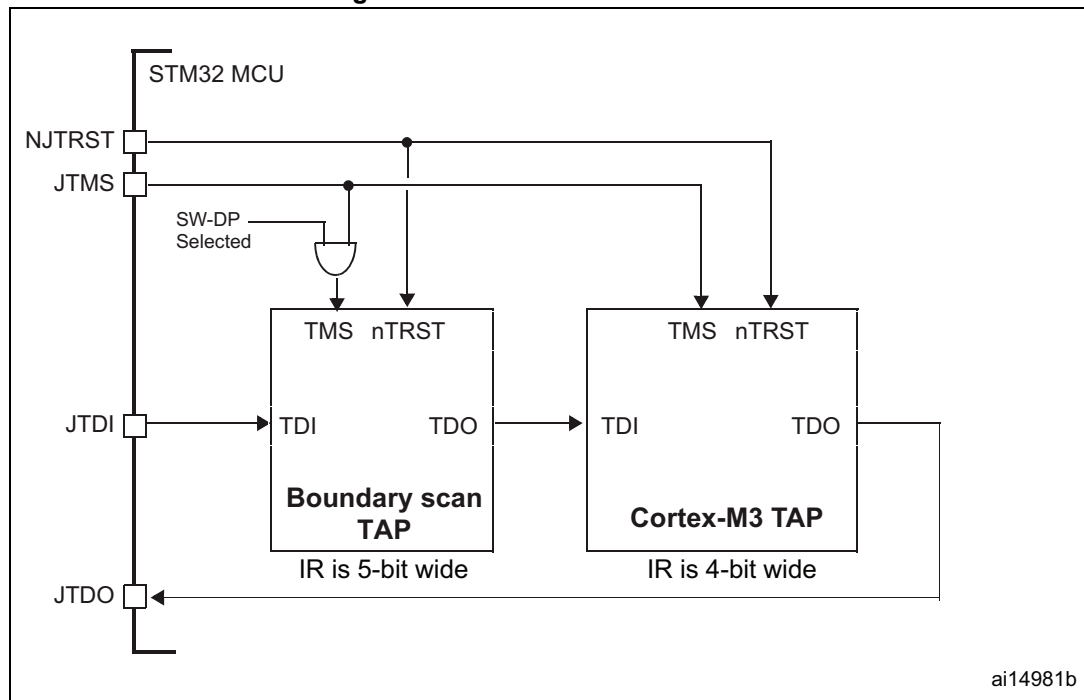 STM32 MCU
NJTRST
JTMS
SW-DP
Selected
TMS nTRST
TMS nTRST
JTDI
TDI
TDO
TDI
TDO
Boundary scan
TAP
Cortex-M3 TAP
IR is 5-bit wide
IR is 4-bit wide
JTDO
ai14981b